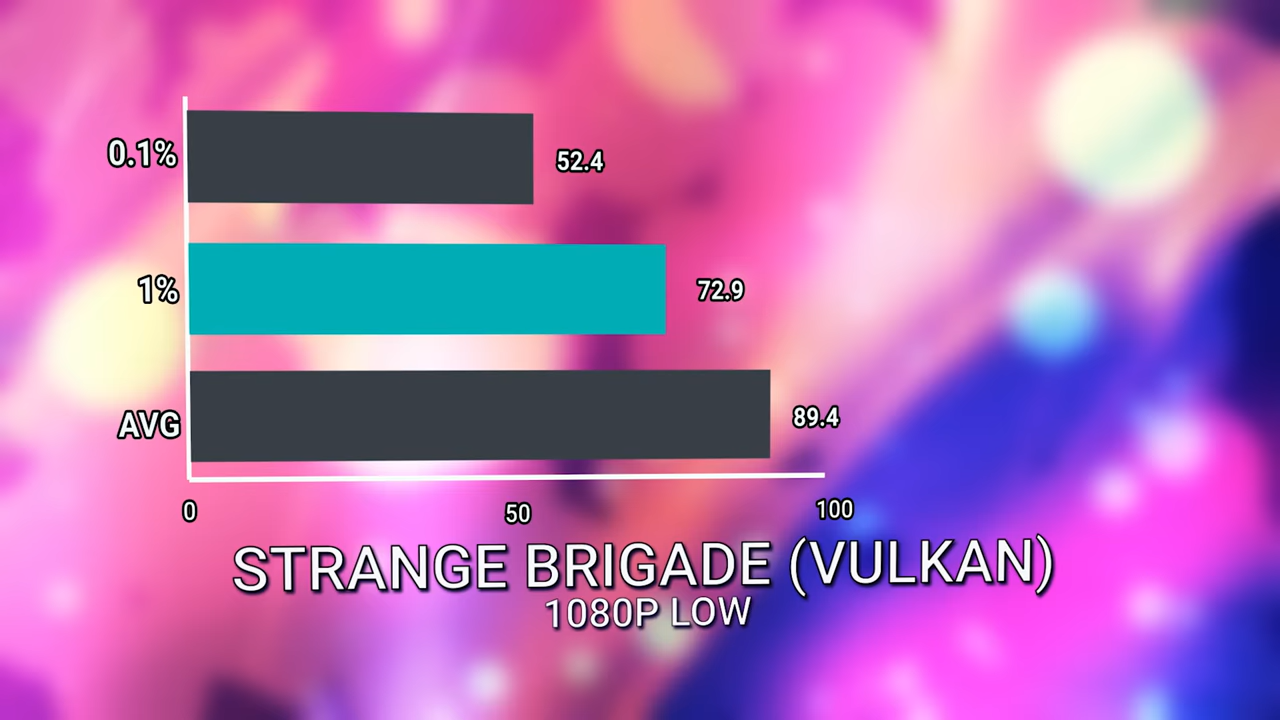 0.1%
52.4
1%
72.9
AVG
89.4
0
50
100
STRANGE BRIGADE (VULKAN)
1080P LOW